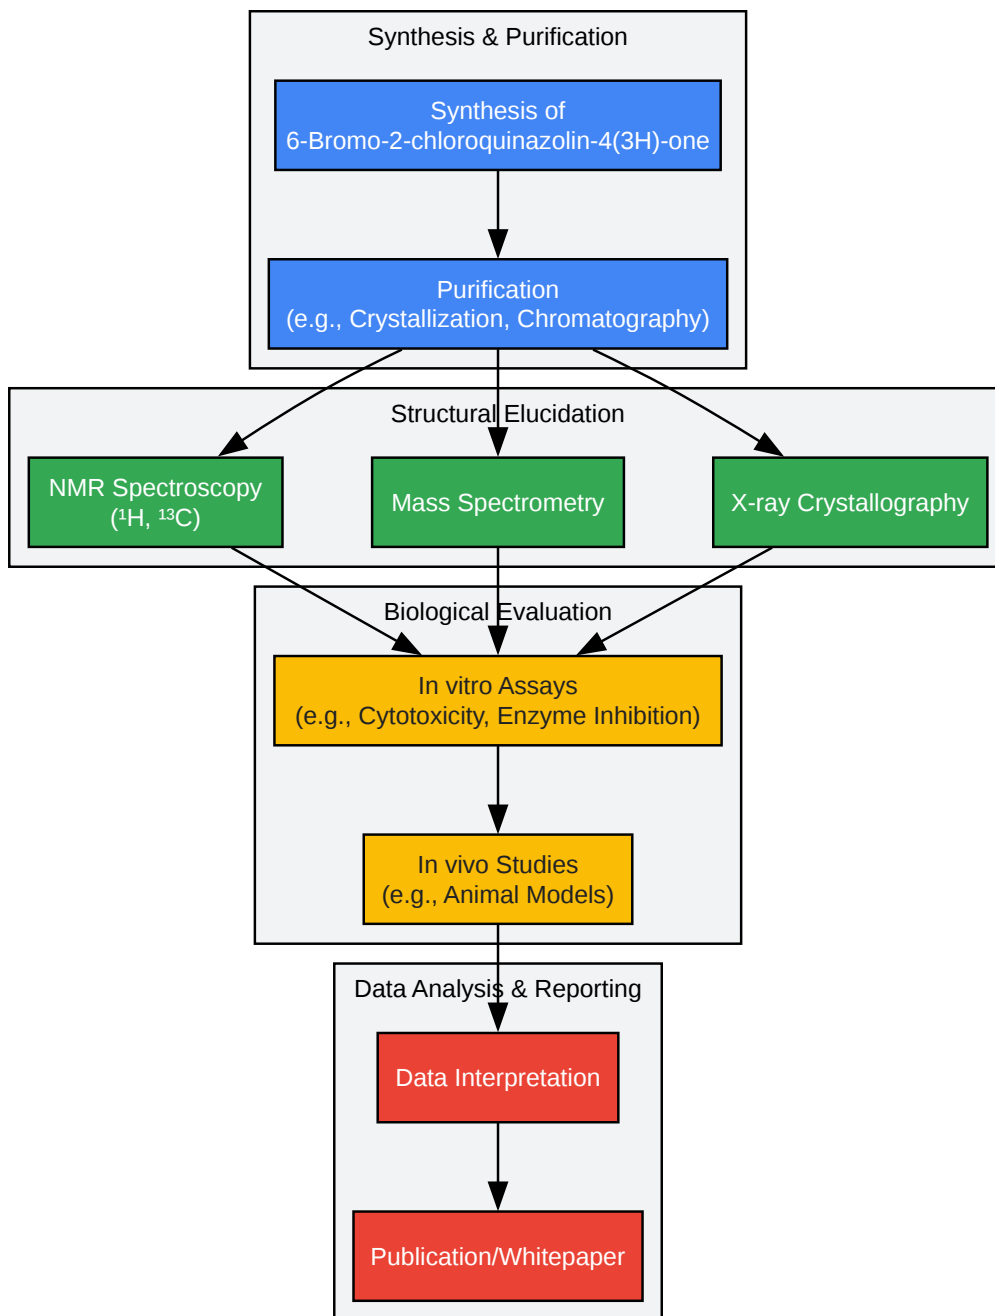 Synthesis & Purification
Synthesis of
6-Bromo-2-chloroquinazolin-4(3H)-one
Purification
(e.g., Crystallization, Chromatography)
Structural Elucidation
NMR Spectroscopy
(¹H, ¹³C)
Mass Spectrometry
X-ray Crystallography
Biological Evaluation
In vitro Assays
(e.g., Cytotoxicity, Enzyme Inhibition)
In vivo Studies
(e.g., Animal Models)
Data Analysis & Reporting
Data Interpretation
Publication/Whitepaper